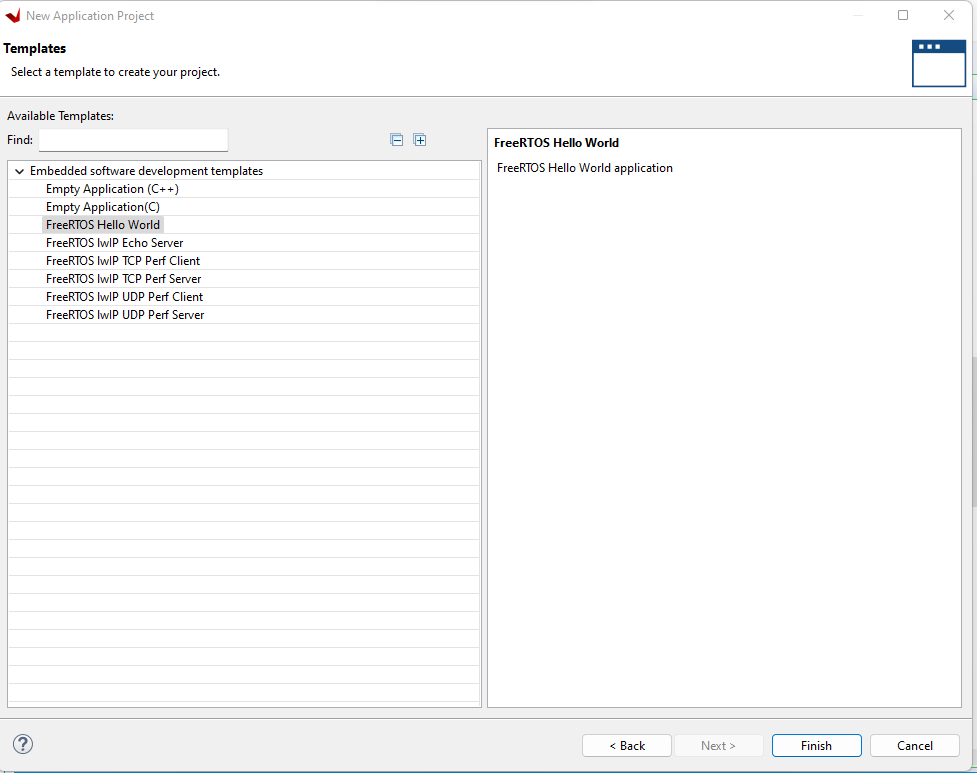 New Application Project
Templates
Select a template to create your project.
Available Templates:
Find:
Embedded software development templates
Empty Application (C++)
Empty Application(C)
FreeRTOS Hello World
FreeRTOS lwIP Echo Server
FreeRTOS lwIP TCP Perf Client
FreeRTOS lwIP TCP Perf Server
FreeRTOS lwIP UDP Perf Client
FreeRTOS lwIP UDP Perf Server
FreeRTOS Hello World
FreeRTOS Hello World application
?
< Back
Next >
Finish
Cancel